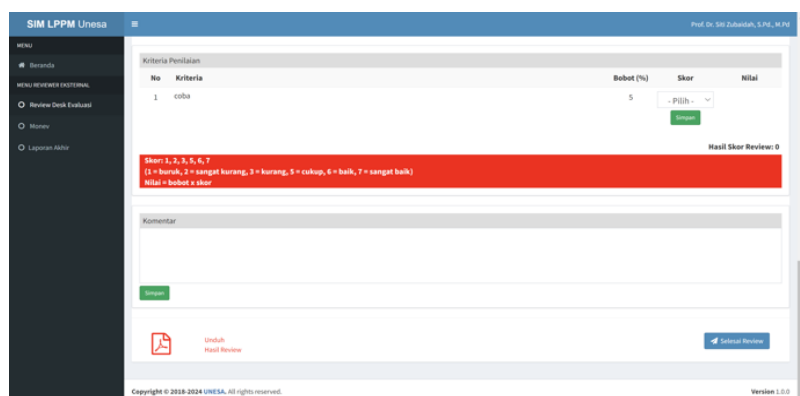 SIM LPPM Unesa
Prof. Dr. Siti Zubaidah, S.Pd., M.Pd
MENU
Beranda
MENU REVIEWER EKSTERNAL
Review Desk Evaluasi
Monev
Laporan Akhir
Kriteria Penilaian
No Kriteria Bobot (%) Skor Nilai
1 coba 5 - Pilih -
Simpan
Hasil Skor Review: 0
Skor: 1, 2, 3, 5, 6, 7
(1 = buruk, 2 = sangat kurang, 3 = kurang, 5 = cukup, 6 = baik, 7 = sangat baik)
Nilai = bobot x skor
Komentar
Simpan
Unduh
Hasil Review
Selesai Review
Copyright © 2018-2024 UNESA. All rights reserved.
Version 1.0.0